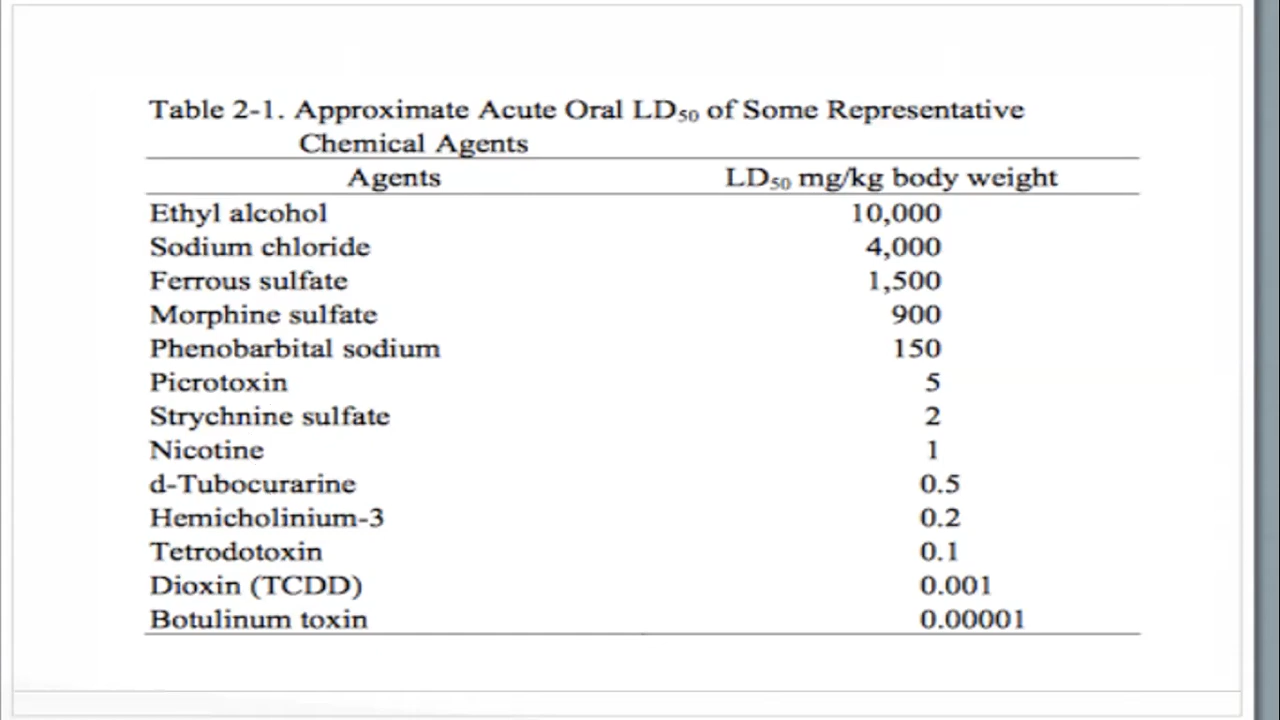 Table 2-1. Approximate Acute Oral LD₅₀ of Some Representative
Chemical Agents
Agents LD₅₀ mg/kg body weight
Ethyl alcohol 10,000
Sodium chloride 4,000
Ferrous sulfate 1,500
Morphine sulfate 900
Phenobarbital sodium 150
Picrotoxin 5
Strychnine sulfate 2
Nicotine 1
d-Tubocurarine 0.5
Hemicholinium-3 0.2
Tetrodotoxin 0.1
Dioxin (TCDD) 0.001
Botulinum toxin 0.00001